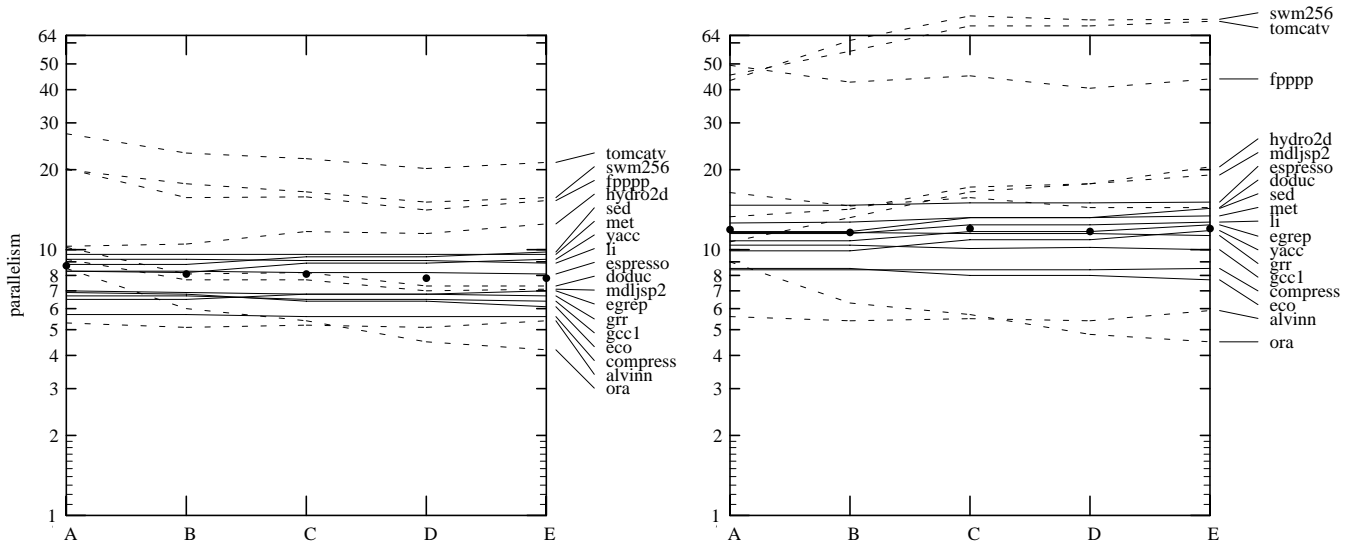 64
50
40
30
20
10
8
7
6
5
4
3
2
1
parallelism
A B C D E
tomcatv
swm256
fpppp
hydro2d
sed
met
yacc
li
espresso
doduc
mdljsp2
egrep
grr
gcc1
eco
compress
alvinn
ora
64
50
40
30
20
10
8
7
6
5
4
3
2
1
A B C D E
swm256
tomcatv
fpppp
hydro2d
mdljsp2
espresso
doduc
sed
met
li
egrep
yacc
grr
gcc1
compress
eco
alvinn
ora